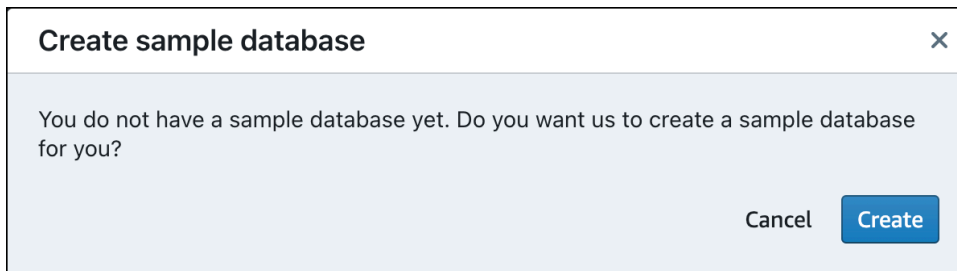 Create sample database
You do not have a sample database yet. Do you want us to create a sample database
for you?
Cancel
Create